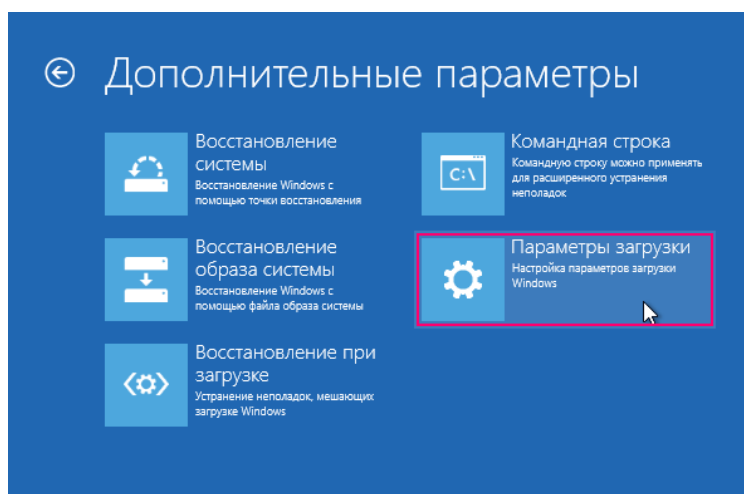 Дополнительные параметры
Восстановление
системы
Восстановление Windows с
помощью точки восстановления
Восстановление
образа системы
Восстановление Windows с
помощью файла образа системы
Восстановление при
загрузке
Устранение неполадок, мешающих
загрузке Windows
C:\
Командная строка
Командную строку можно применять
для расширенного устранения
неполадок
Параметры загрузки
Настройка параметров загрузки
Windows